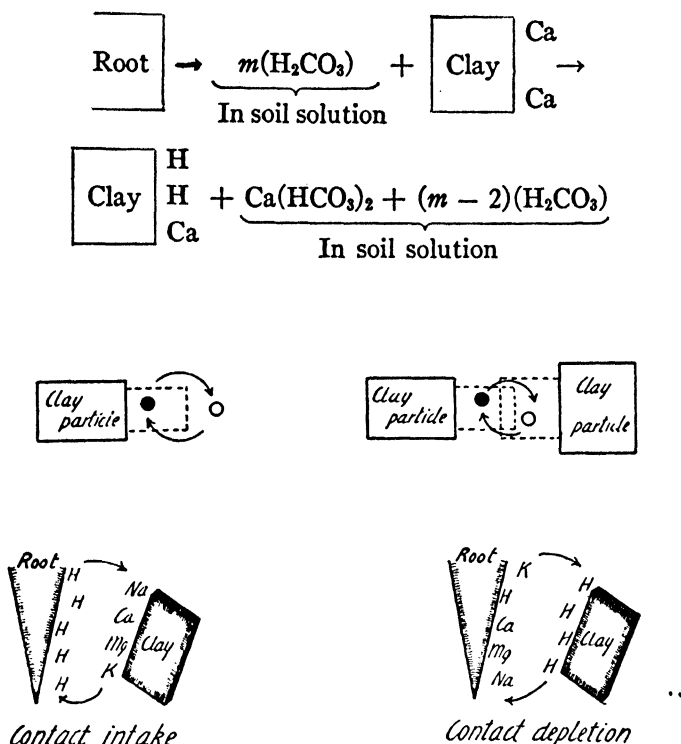 Root → m(H₂CO₃) + Clay Ca Ca →
In soil solution
Clay H H Ca + Ca(HCO₃)₂ + (m − 2)(H₂CO₃)
In soil solution
Clay particle
Clay particle Clay particle
Root H H H H H Na Ca Mg K Clay
Root K H Ca Mg Na H H H H Clay
Contact intake Contact depletion